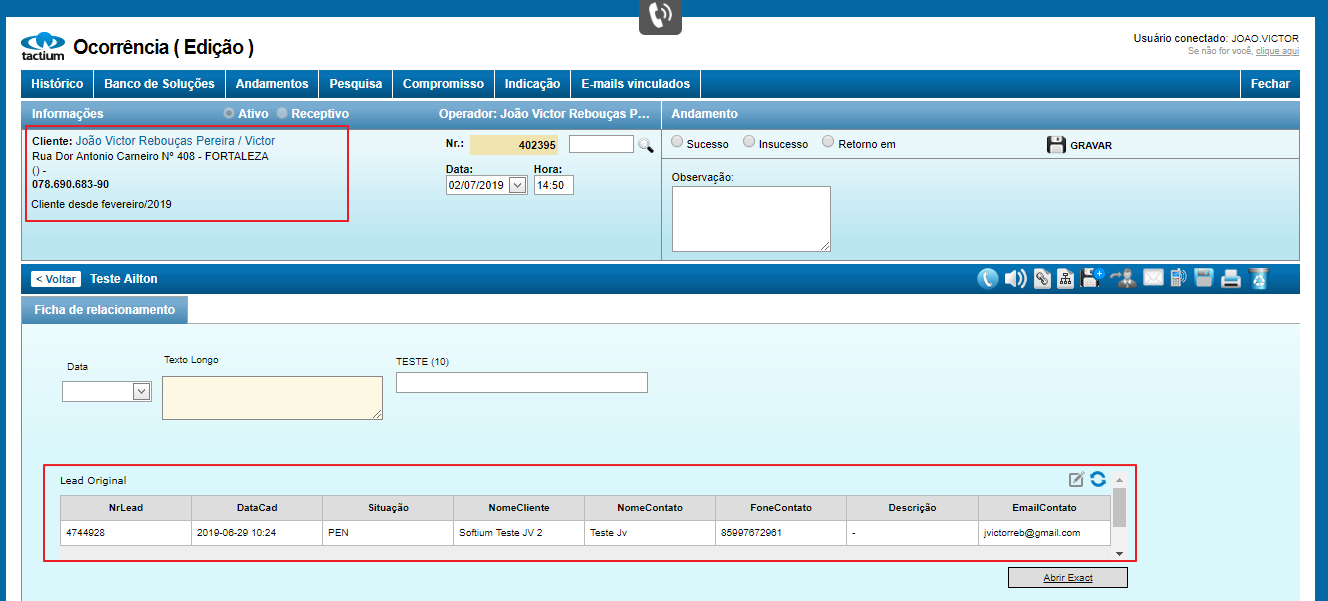 tactium
Ocorrência ( Edição )
Usuário conectado: JOAO.VICTOR
Se não for você, clique aqui
Histórico Banco de Soluções Andamentos Pesquisa Compromisso Indicação E-mails vinculados Fechar
Informações Ativo Receptivo Operador: João Victor Rebouças P... Andamento
Cliente: João Victor Rebouças Pereira / Victor
Rua Dor Antonio Carneiro Nº 408 - FORTALEZA
() -
078.690.683-90
Cliente desde fevereiro/2019
Nr.: 402395
Data: Hora:
02/07/2019 14:50
Sucesso Insucesso Retorno em GRAVAR
Observação:
< Voltar Teste Ailton
Ficha de relacionamento
Data Texto Longo TESTE (10)
Lead Original
NrLead DataCad Situação NomeCliente NomeContato FoneContato Descrição EmailContato
4744928 2019-06-29 10:24 PEN Softium Teste JV 2 Teste Jv 85997672961 - jvictorreb@gmail.com
Abrir Exact